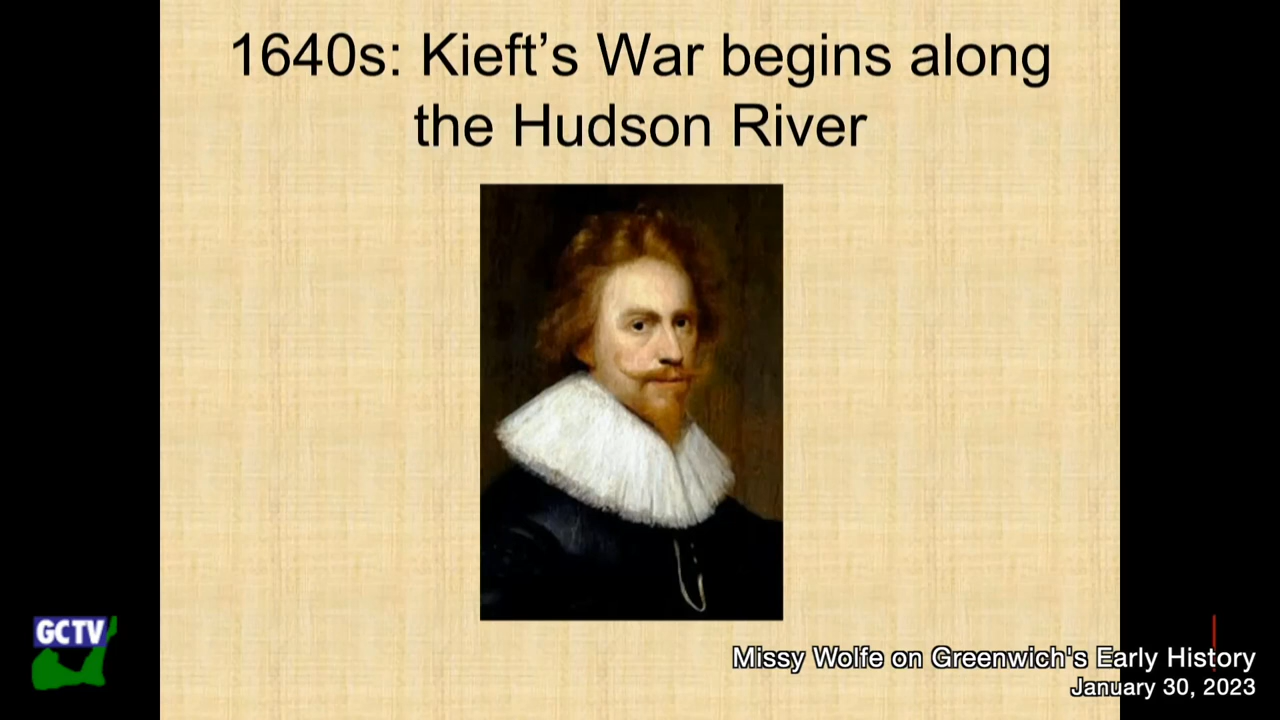 1640s: Kieft’s War begins along
the Hudson River
GCTV
Missy Wolfe on Greenwich's Early History
January 30, 2023